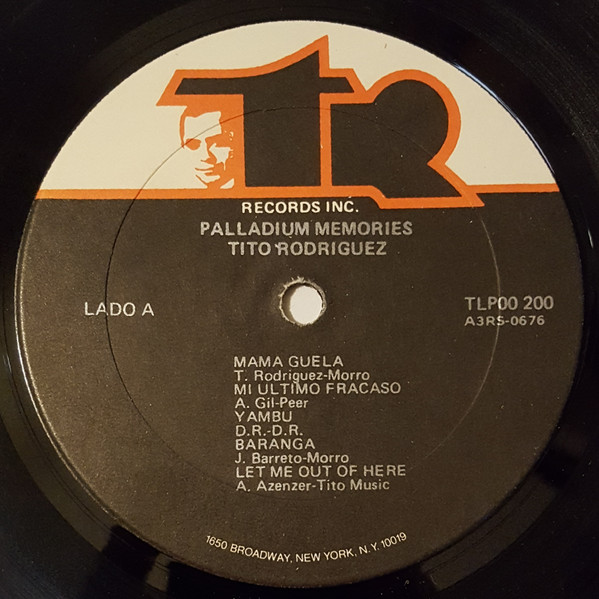 TR
RECORDS INC.
PALLADIUM MEMORIES
TITO RODRIGUEZ
LADO A
TLP00 200
A3RS-0676
MAMA GUELA
T. Rodriguez-Morro
MI ULTIMO FRACASO
A. Gil-Peer
YAMBU
D.R.-D.R.
BARANGA
J. Barreto-Morro
LET ME OUT OF HERE
A. Azenzer-Tito Music
1650 BROADWAY, NEW YORK, N.Y. 10019